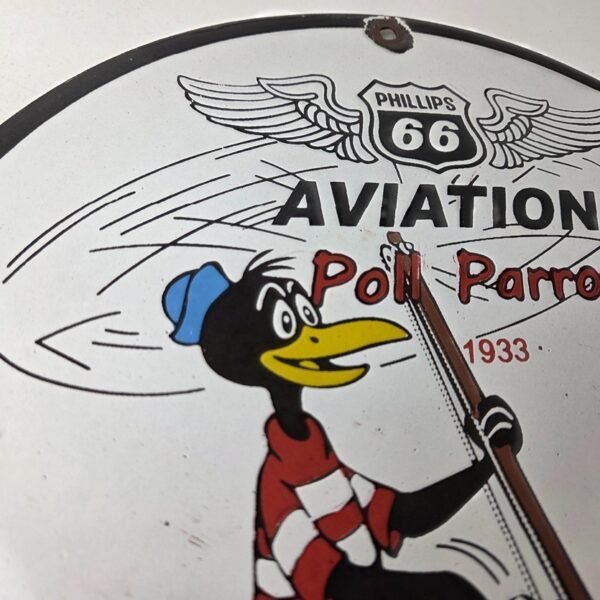 PHILLIPS
66
AVIATION
Poll Parro
1933